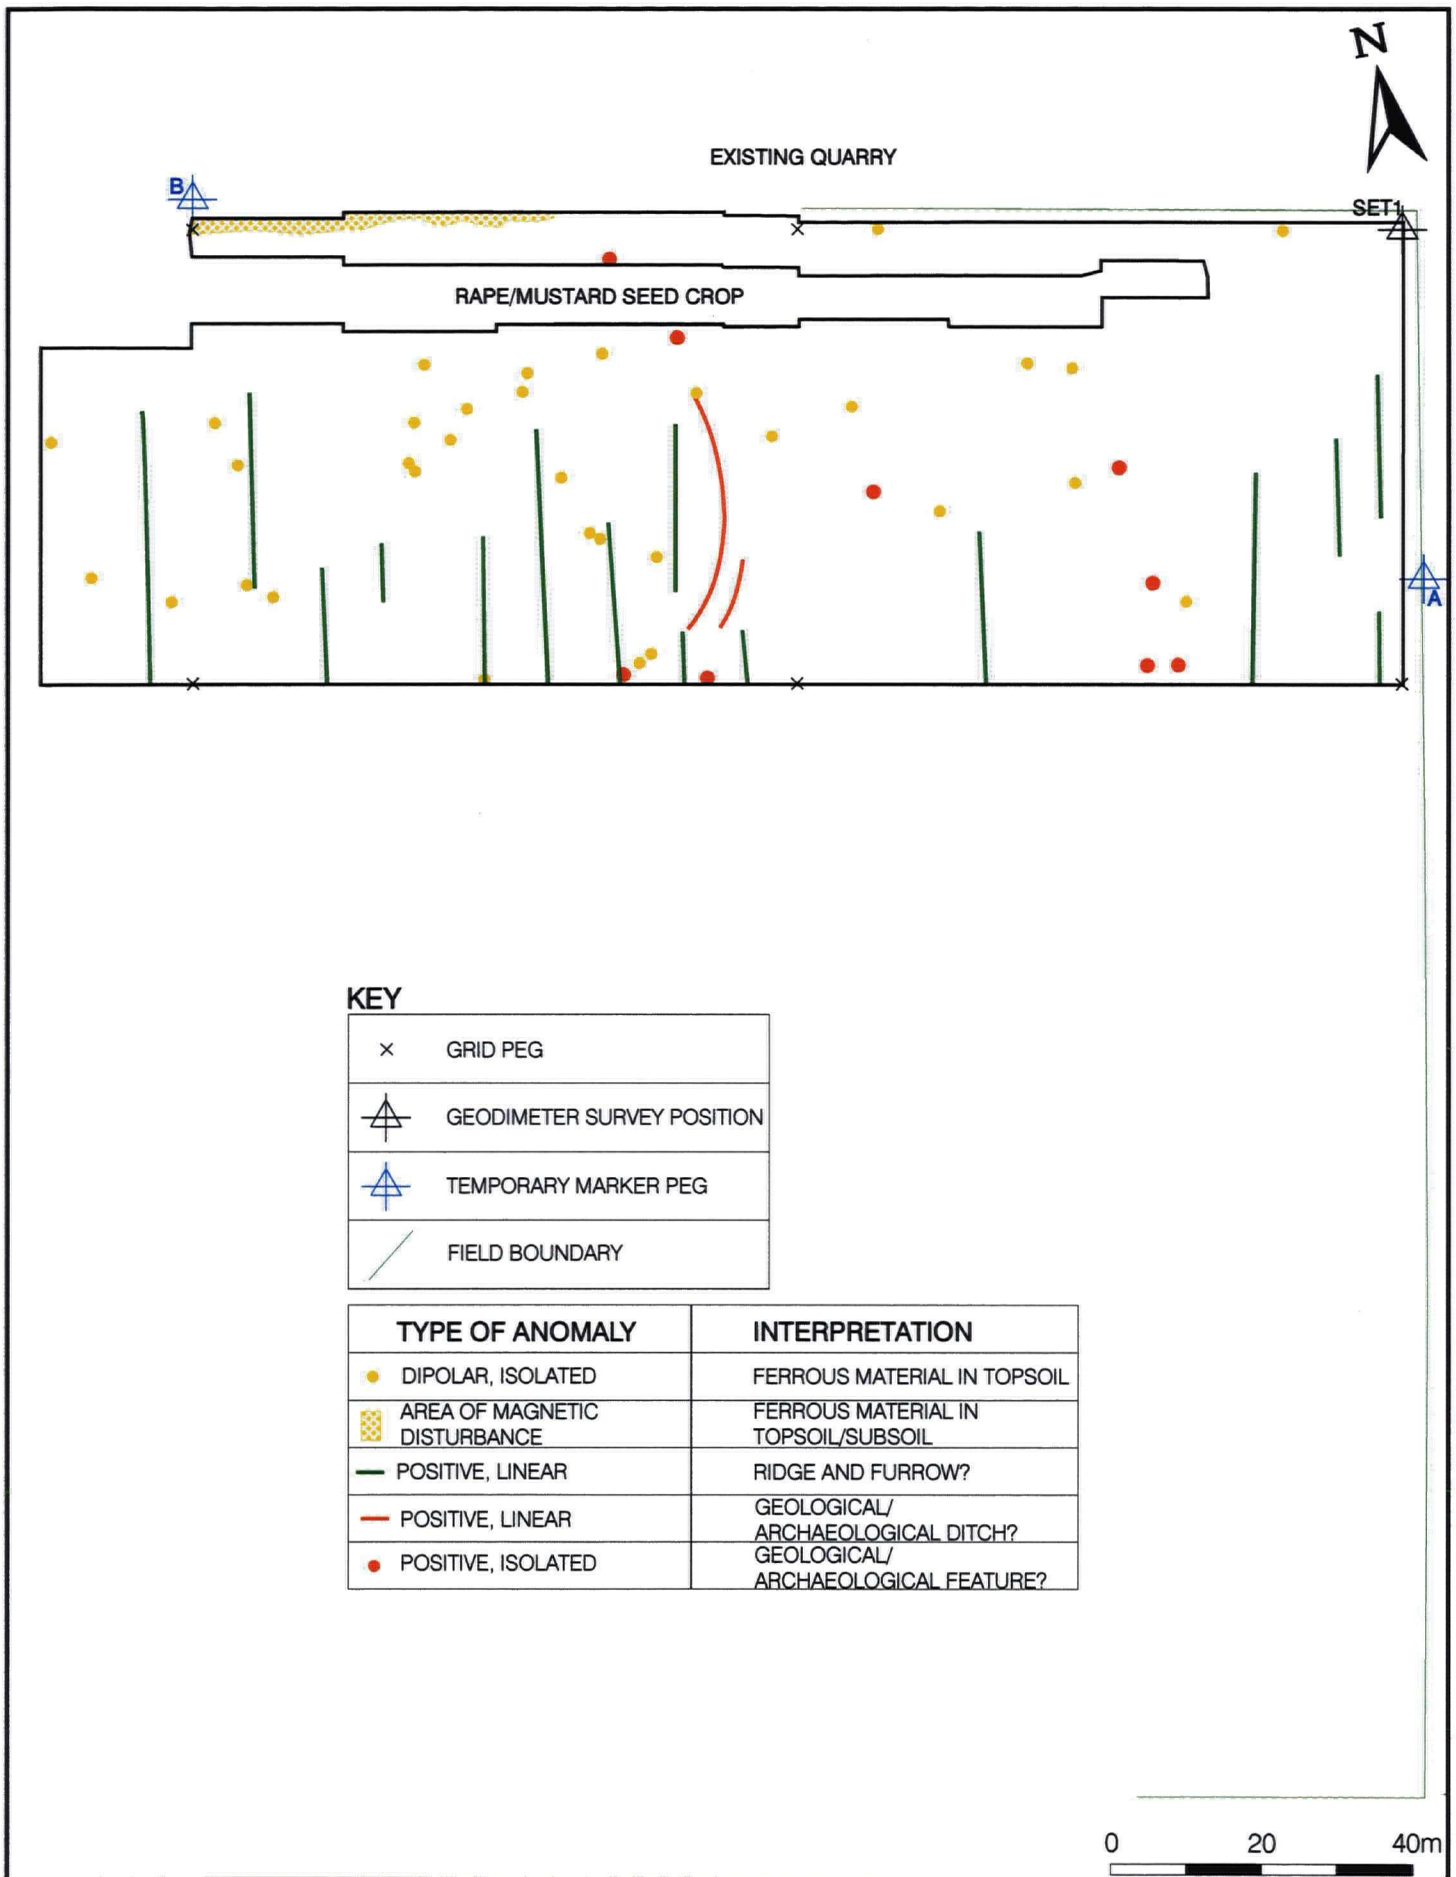 N
EXISTING QUARRY
B
SET1
RAPE/MUSTARD SEED CROP
A
KEY
GRID PEG
GEODIMETER SURVEY POSITION
TEMPORARY MARKER PEG
FIELD BOUNDARY
TYPE OF ANOMALY INTERPRETATION
DIPOLAR, ISOLATED FERROUS MATERIAL IN TOPSOIL
AREA OF MAGNETIC
DISTURBANCE
FERROUS MATERIAL IN
TOPSOIL/SUBSOIL
POSITIVE, LINEAR RIDGE AND FURROW?
POSITIVE, LINEAR
GEOLOGICAL/
ARCHAEOLOGICAL DITCH?
POSITIVE, ISOLATED
GEOLOGICAL/
ARCHAEOLOGICAL FEATURE?
0 20 40m